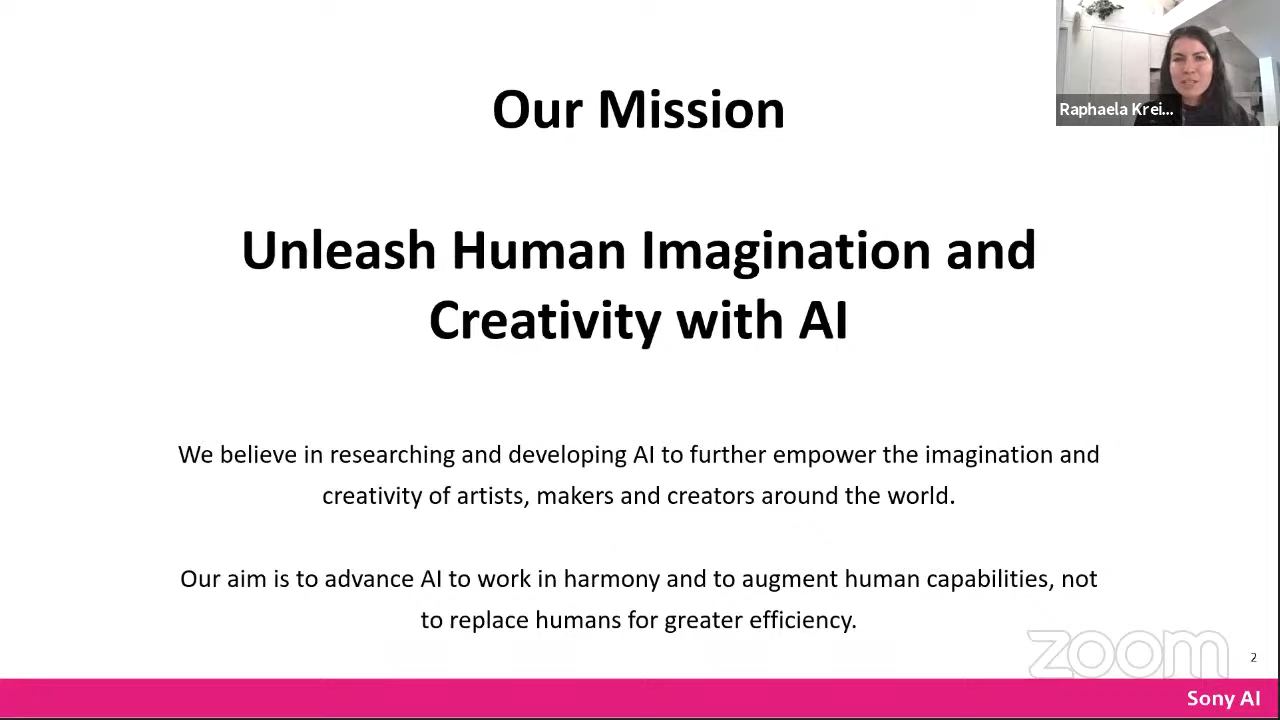 Our Mission
Raphaela Krei...
Unleash Human Imagination and
Creativity with AI
We believe in researching and developing AI to further empower the imagination and
creativity of artists, makers and creators around the world.
Our aim is to advance AI to work in harmony and to augment human capabilities, not
to replace humans for greater efficiency.
zoom
2
Sony AI